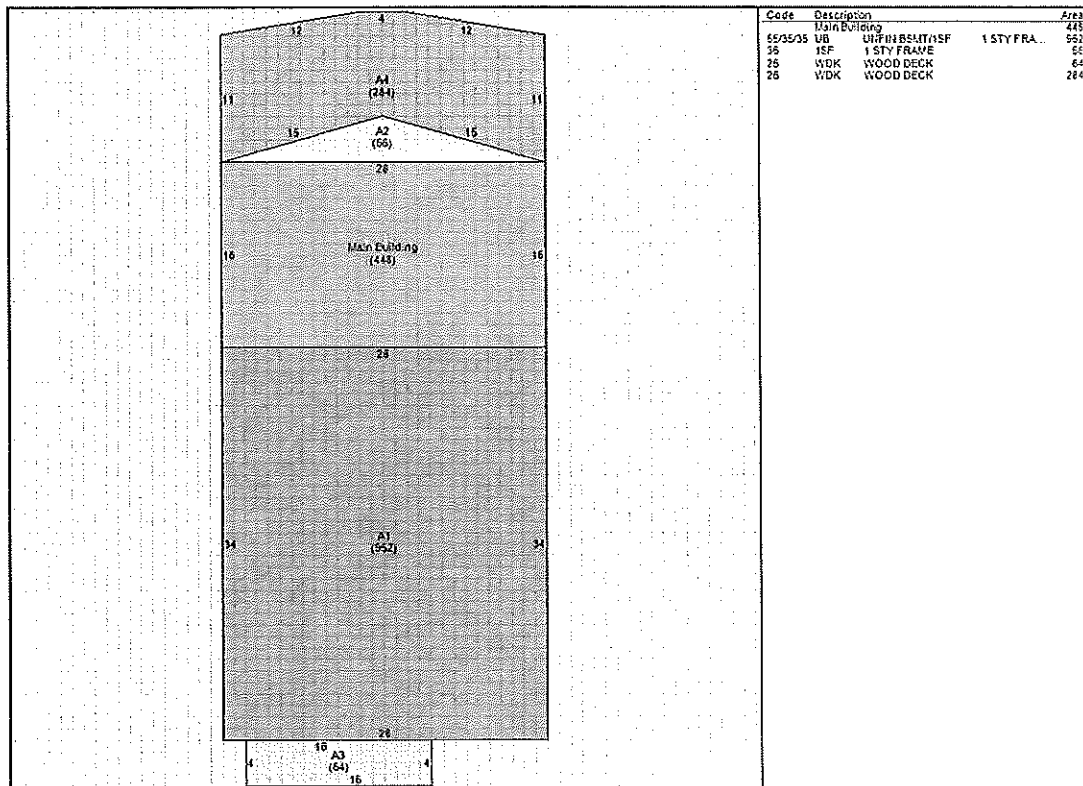 Code Description Area
Main Building 448
55/35/35 UB UNFIN BSMT/1SF 1 STY FRA... 952
35 1SF 1 STY FRAME 56
25 WDK WOOD DECK 64
25 WDK WOOD DECK 284
4
12 12
A4
(284)
11 11
15 A2 15
(56)
28
Main Building
(448)
16 16
28
A1
(952)
34 34
28
16
A3
(64)
4 4
16